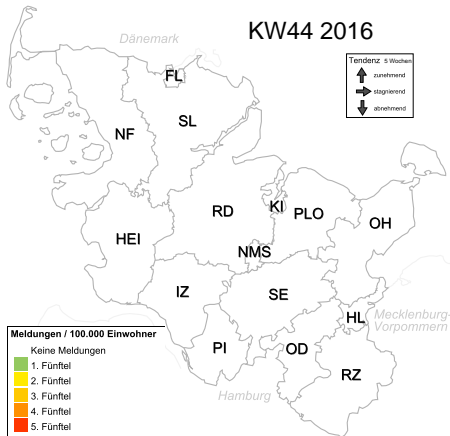 KW44 2016
Dänemark
Tendenz 5 Wochen
zunehmend
stagnierend
abnehmend
FL
SL
NF
RD
KI
PLO
OH
HEI
NMS
IZ
SE
HL
Mecklenburg-
Vorpommern
PI
OD
RZ
Hamburg
Meldungen / 100.000 Einwohner
Keine Meldungen
1. Fünftel
2. Fünftel
3. Fünftel
4. Fünftel
5. Fünftel